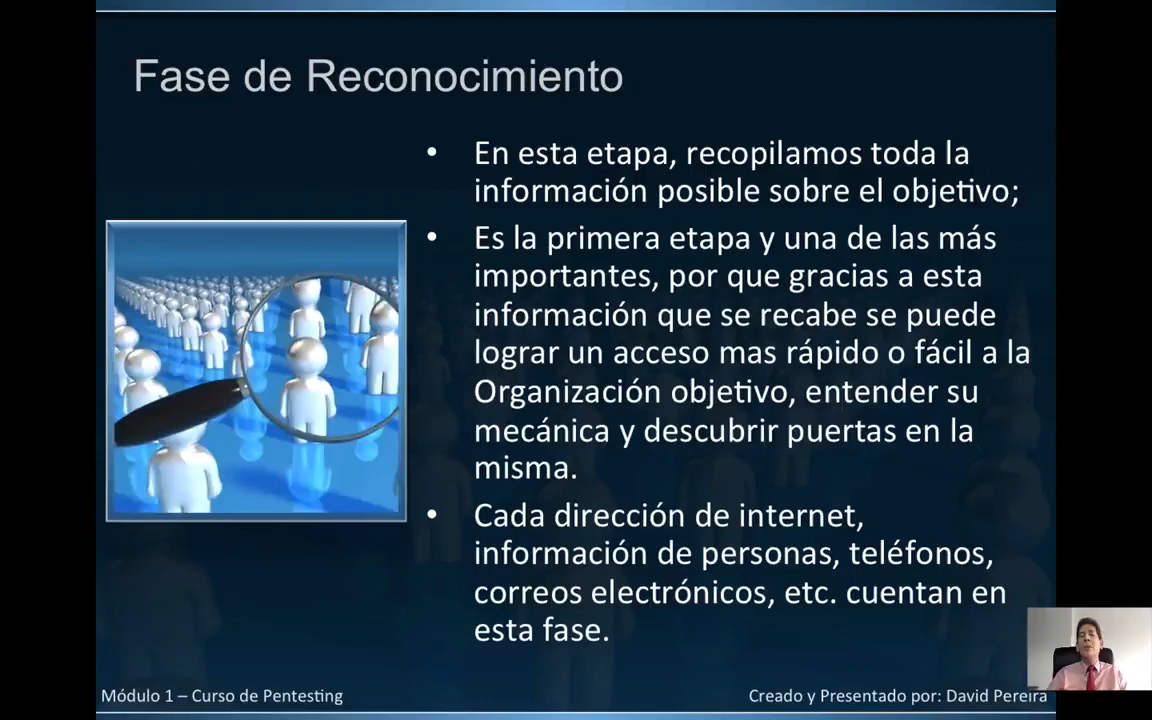 Fase de Reconocimiento
• En esta etapa, recopilamos toda la
información posible sobre el objetivo;
• Es la primera etapa y una de las más
importantes, por que gracias a esta
información que se recabe se puede
lograr un acceso mas rápido o fácil a la
Organización objetivo, entender su
mecánica y descubrir puertas en la
misma.
• Cada dirección de internet,
información de personas, teléfonos,
correos electrónicos, etc. cuentan en
esta fase.
Módulo 1 – Curso de Pentesting
Creado y Presentado por: David Pereira